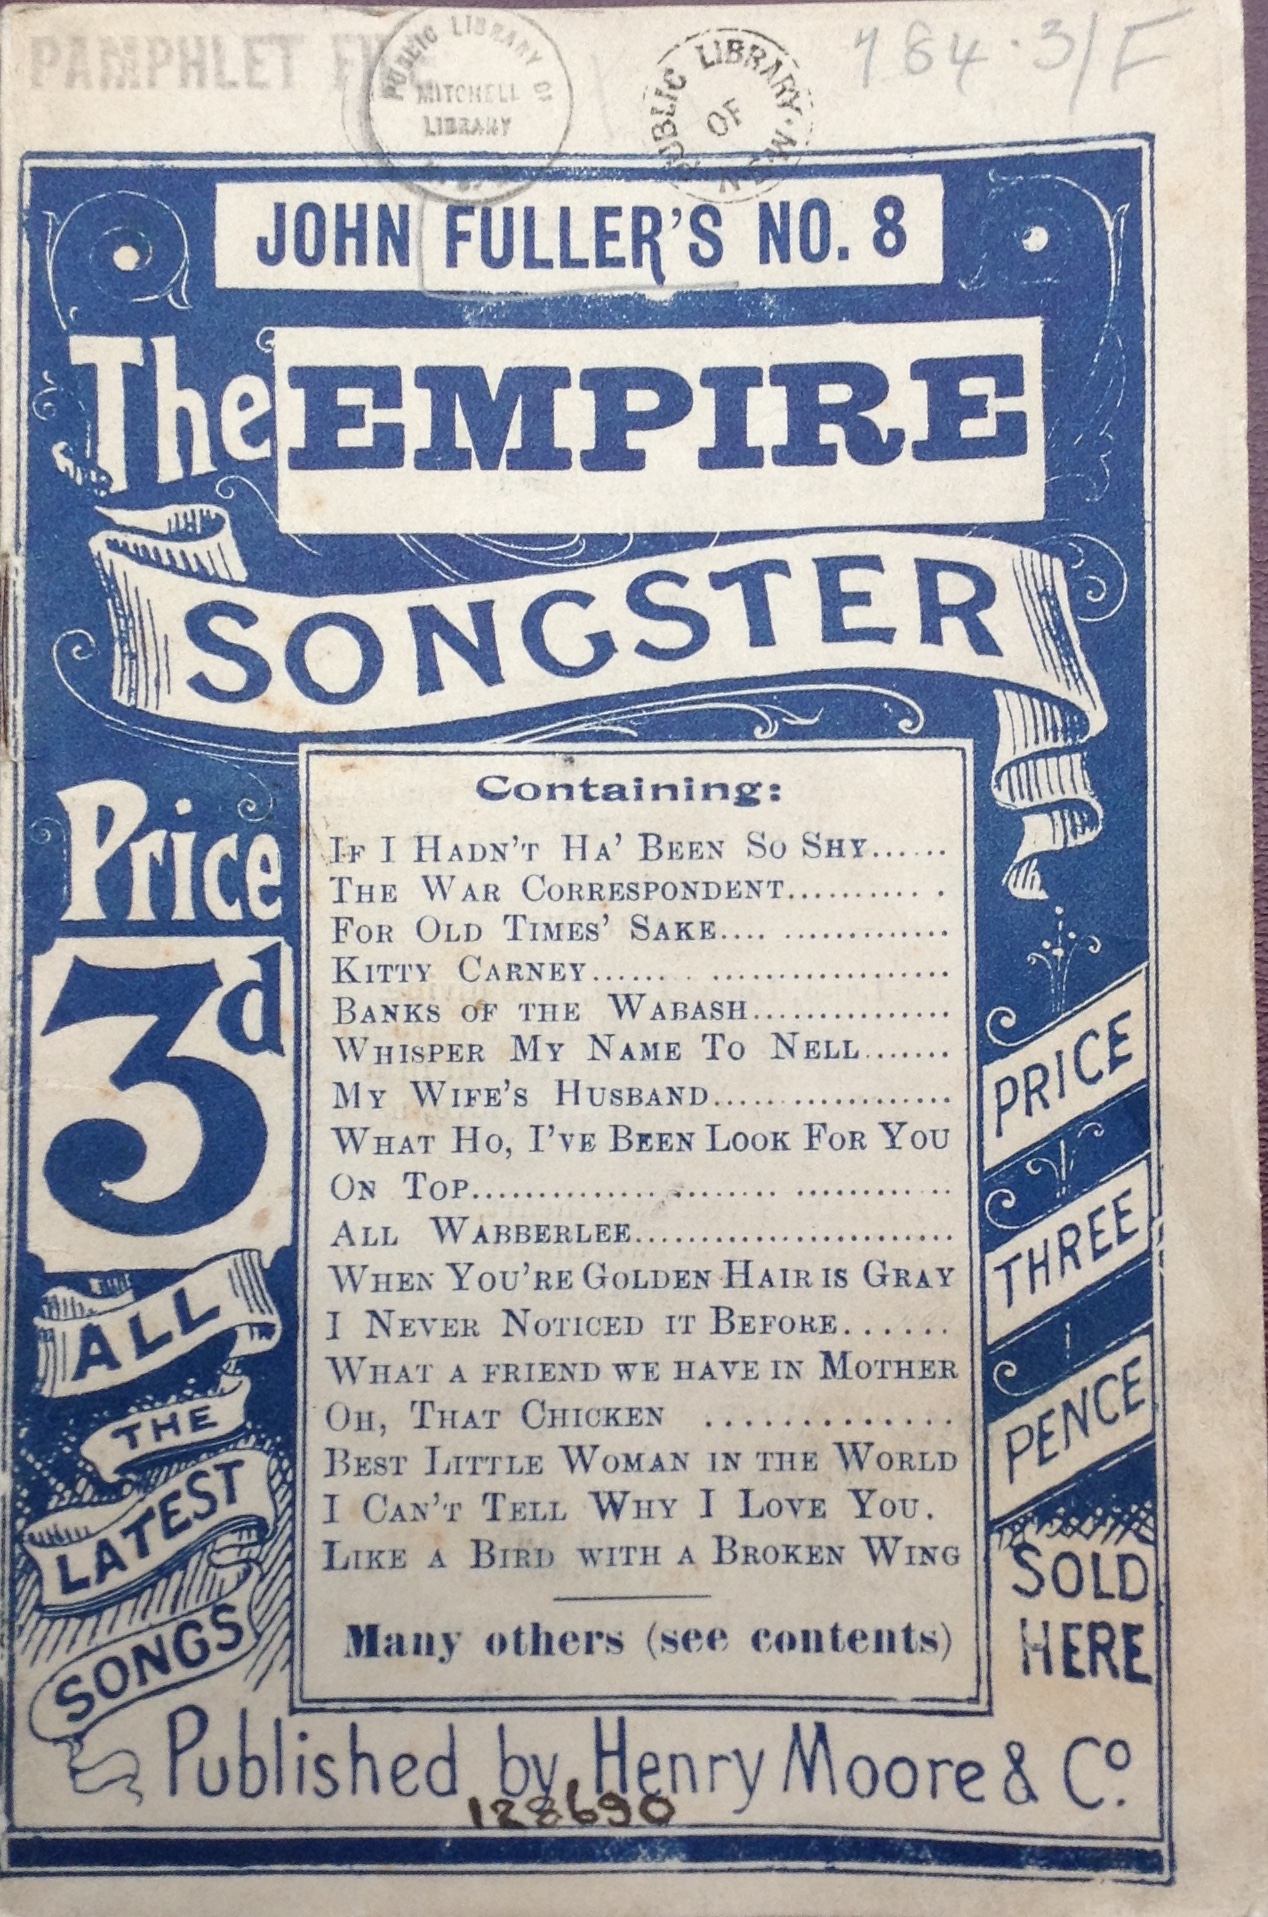 PAMPHLET
PUBLIC LIBRARY OF
MITCHELL
LIBRARY
PUBLIC LIBRARY
OF
784.3/F
JOHN FULLER'S NO. 8
The EMPIRE
SONGSTER
Price
3d
ALL
THE
LATEST
SONGS
Containing:
IF I HADN'T HA' BEEN SO SHY......
THE WAR CORRESPONDENT........... .
FOR OLD TIMES' SAKE.... .............
KITTY CARNEY...... . ..................
BANKS OF THE WABASH...............
WHISPER MY NAME TO NELL.......
MY WIFE'S HUSBAND..... ............
WHAT HO, I'VE BEEN LOOK FOR YOU
ON TOP....................... ............
ALL WABBERLEE........................
WHEN YOU'RE GOLDEN HAIR IS GRAY
I NEVER NOTICED IT BEFORE.......
WHAT A FRIEND WE HAVE IN MOTHER
OH, THAT CHICKEN .............
BEST LITTLE WOMAN IN THE WORLD
I CAN'T TELL WHY I LOVE YOU.
LIKE A BIRD WITH A BROKEN WING
Many others (see contents)
PRICE
THREE
PENCE
SOLD
HERE
Published by Henry Moore & Co.
128690